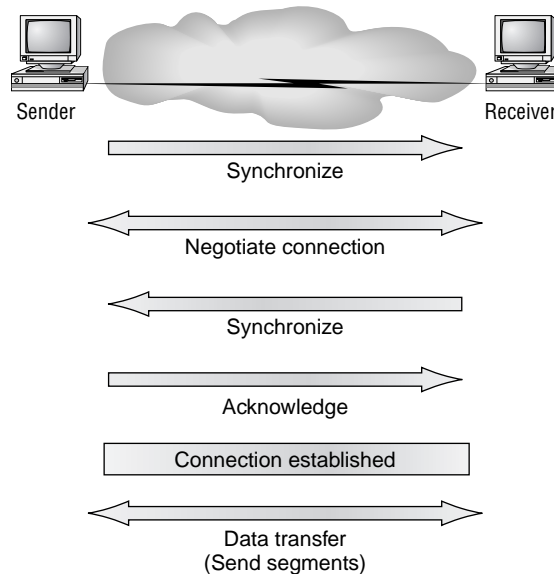 Sender
Receiver
Synchronize
Negotiate connection
Synchronize
Acknowledge
Connection established
Data transfer
(Send segments)